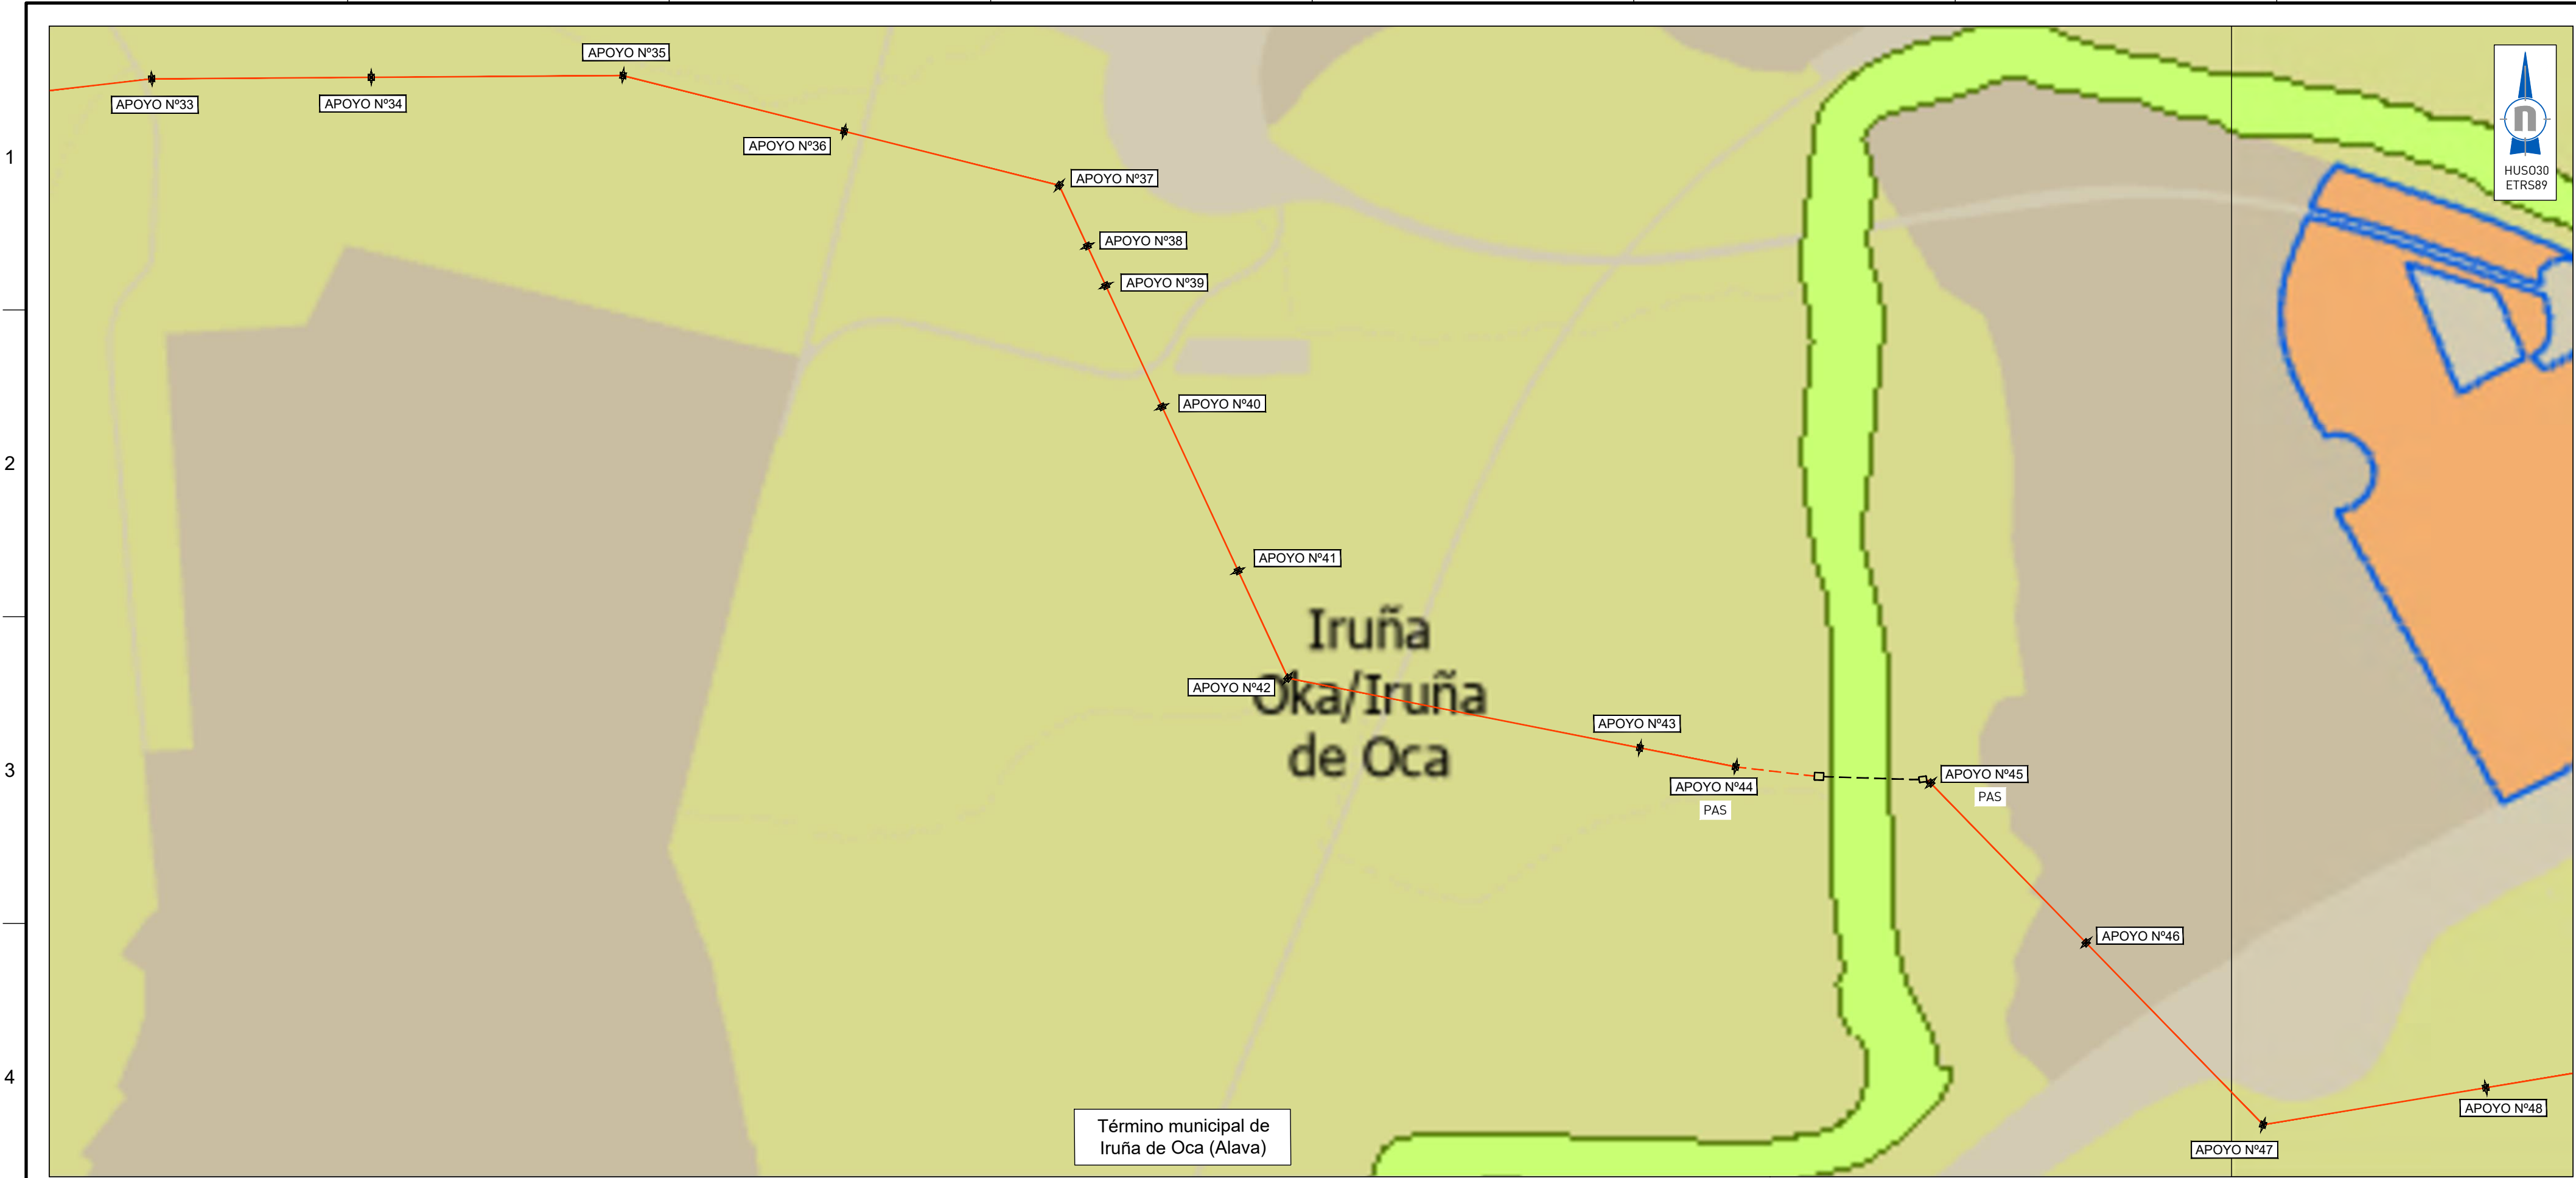 APOYO Nº35
APOYO Nº33
APOYO Nº34
APOYO Nº36
APOYO Nº37
n
HUSO30
ETRS89
1
APOYO Nº38
APOYO Nº39
APOYO Nº40
2
APOYO Nº41
Iruña
Oka/Iruña
de Oca
APOYO Nº42
APOYO Nº43
3
APOYO Nº44
PAS
APOYO Nº45
PAS
APOYO Nº46
4
APOYO Nº47
APOYO Nº48
Término municipal de
Iruña de Oca (Alava)